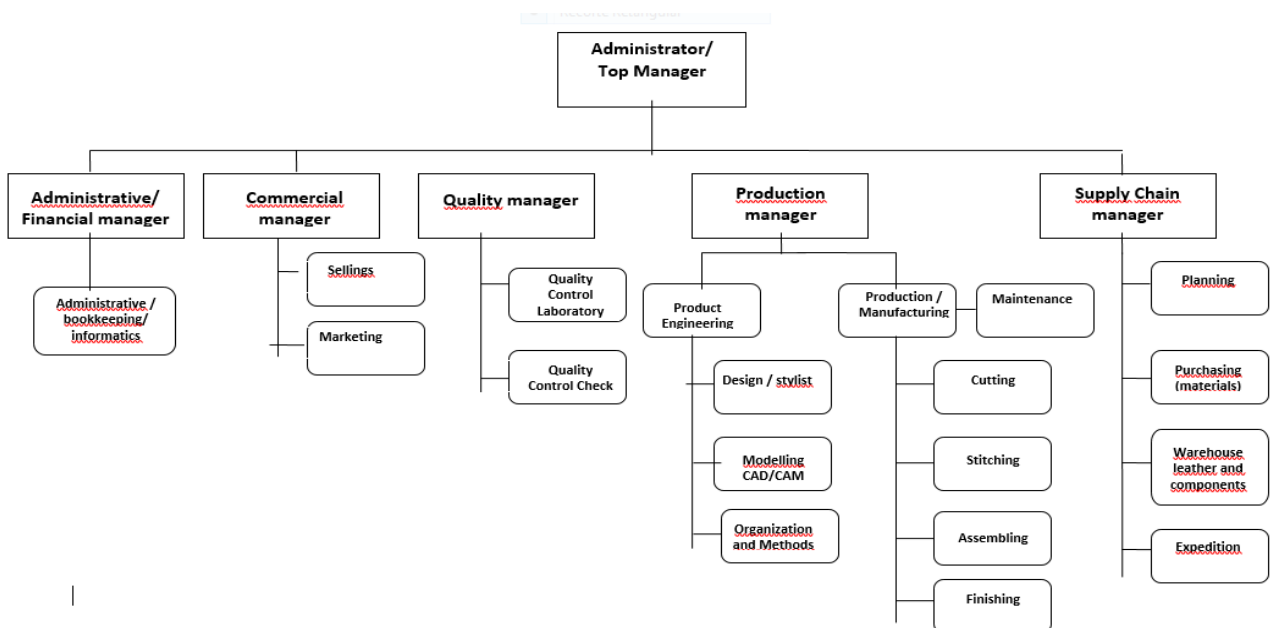 Administrator/
Top Manager
Administrative/
Financial manager
Commercial
manager
Quality manager
Production
manager
Supply Chain
manager
Administrative /
bookkeeping/
informatics
Sellings
Marketing
Quality
Control
Laboratory
Quality
Control Check
Product
Engineering
Production /
Manufacturing
Maintenance
Design / stylist
Modelling
CAD/CAM
Organization
and Methods
Cutting
Stitching
Assembling
Finishing
Planning
Purchasing
(materials)
Warehouse
leather and
components
Expedition